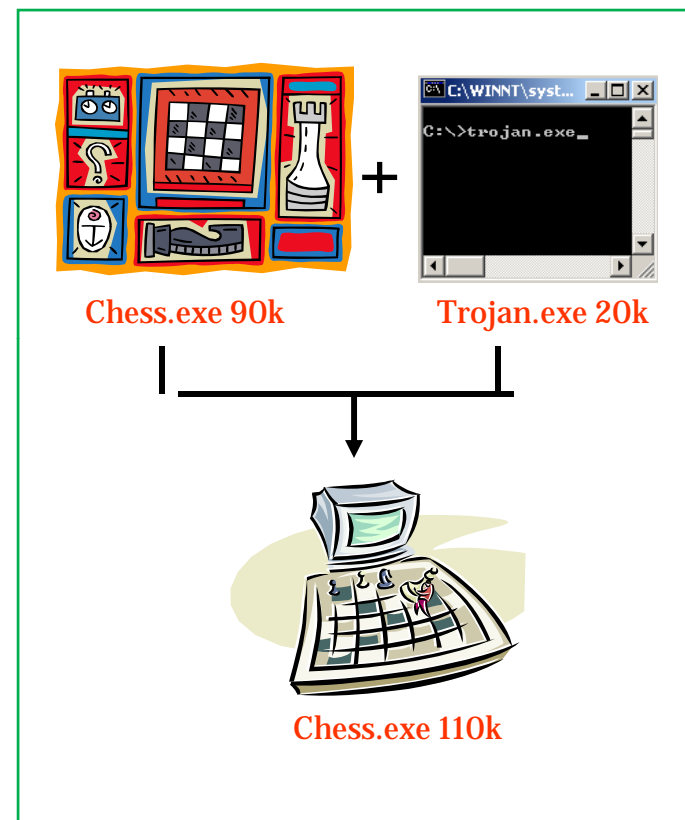 C:\WINNT\syst...
C:\>trojan.exe_
+
Chess.exe 90k
Trojan.exe 20k
Chess.exe 110k